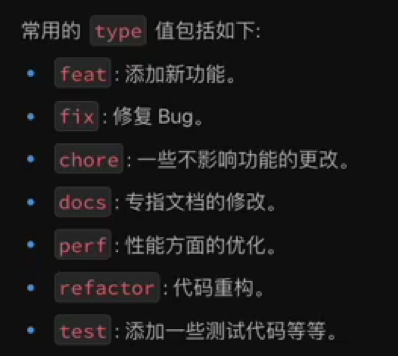 常用的 type 值包括如下:
• feat: 添加新功能。
• fix: 修复 Bug。
• chore: 一些不影响功能的更改。
• docs: 专指文档的修改。
• perf: 性能方面的优化。
• refactor: 代码重构。
• test: 添加一些测试代码等等。